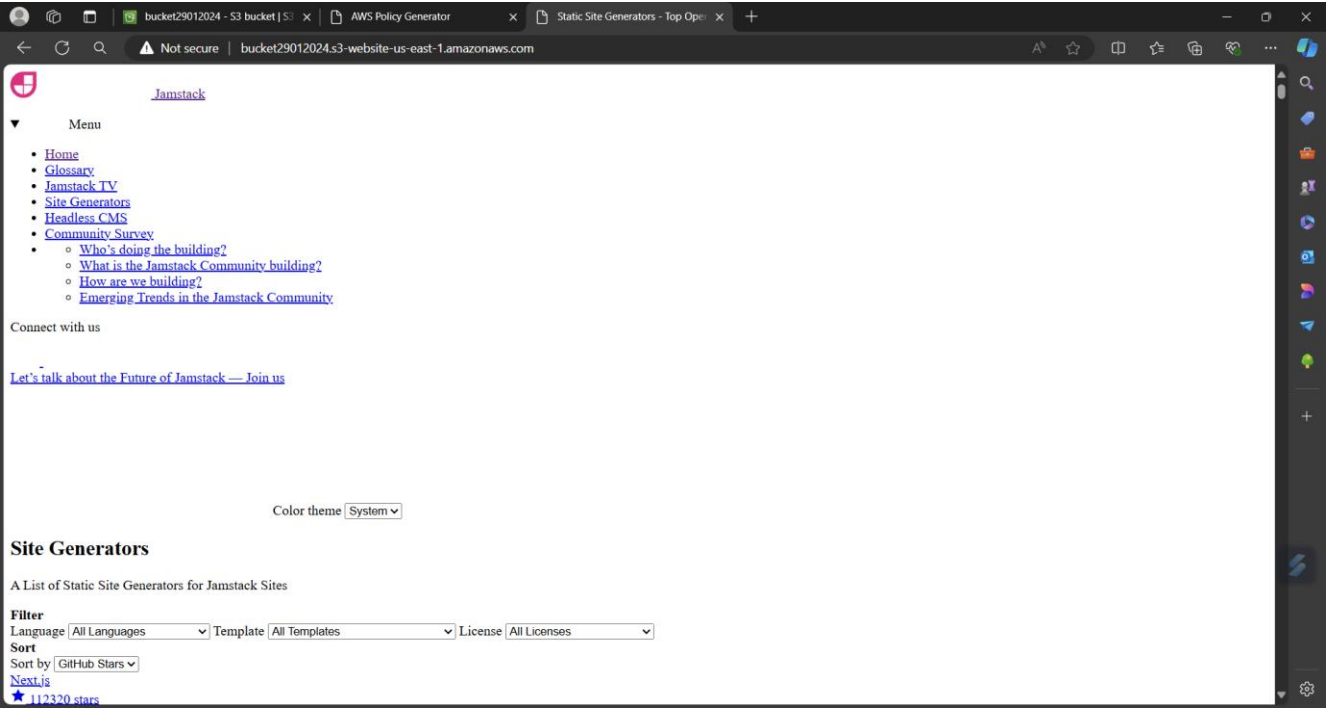 bucket29012024 - S3 bucket | S3
AWS Policy Generator
Static Site Generators - Top Ope
Not secure | bucket29012024.s3-website-us-east-1.amazonaws.com
Jamstack
Menu
Home
Glossary
Jamstack TV
Site Generators
Headless CMS
Community Survey
Who's doing the building?
What is the Jamstack Community building?
How are we building?
Emerging Trends in the Jamstack Community
Connect with us
Let's talk about the Future of Jamstack — Join us
Color theme System
Site Generators
A List of Static Site Generators for Jamstack Sites
Filter
Language All Languages Template All Templates License All Licenses
Sort
Sort by GitHub Stars
Next.js
112320 stars